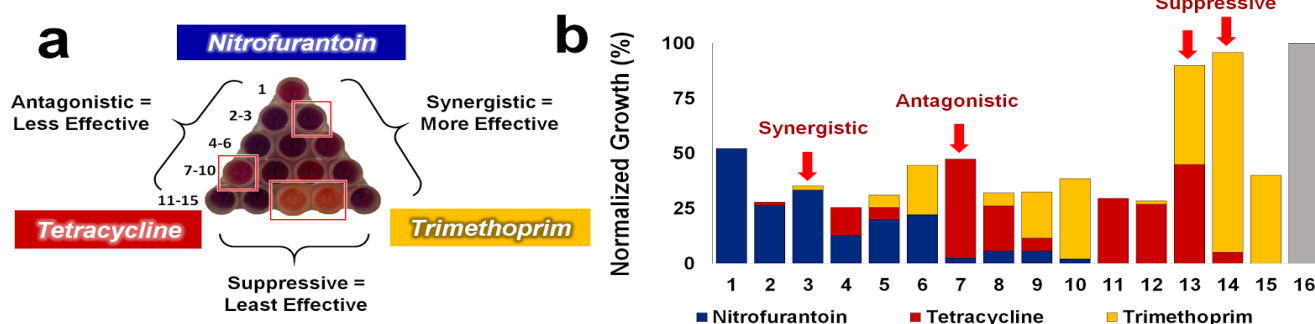 a
Nitrofurantoin
Antagonistic =
Less Effective
1
2-3
4-6
7-10
11-15
Synergistic =
More Effective
Tetracycline
Trimethoprim
Suppressive =
Least Effective
b
Normalized Growth (%)
100
75
50
25
0
Synergistic
Antagonistic
Suppressive
1 2 3 4 5 6 7 8 9 10 11 12 13 14 15 16
Nitrofurantoin Tetracycline Trimethoprim